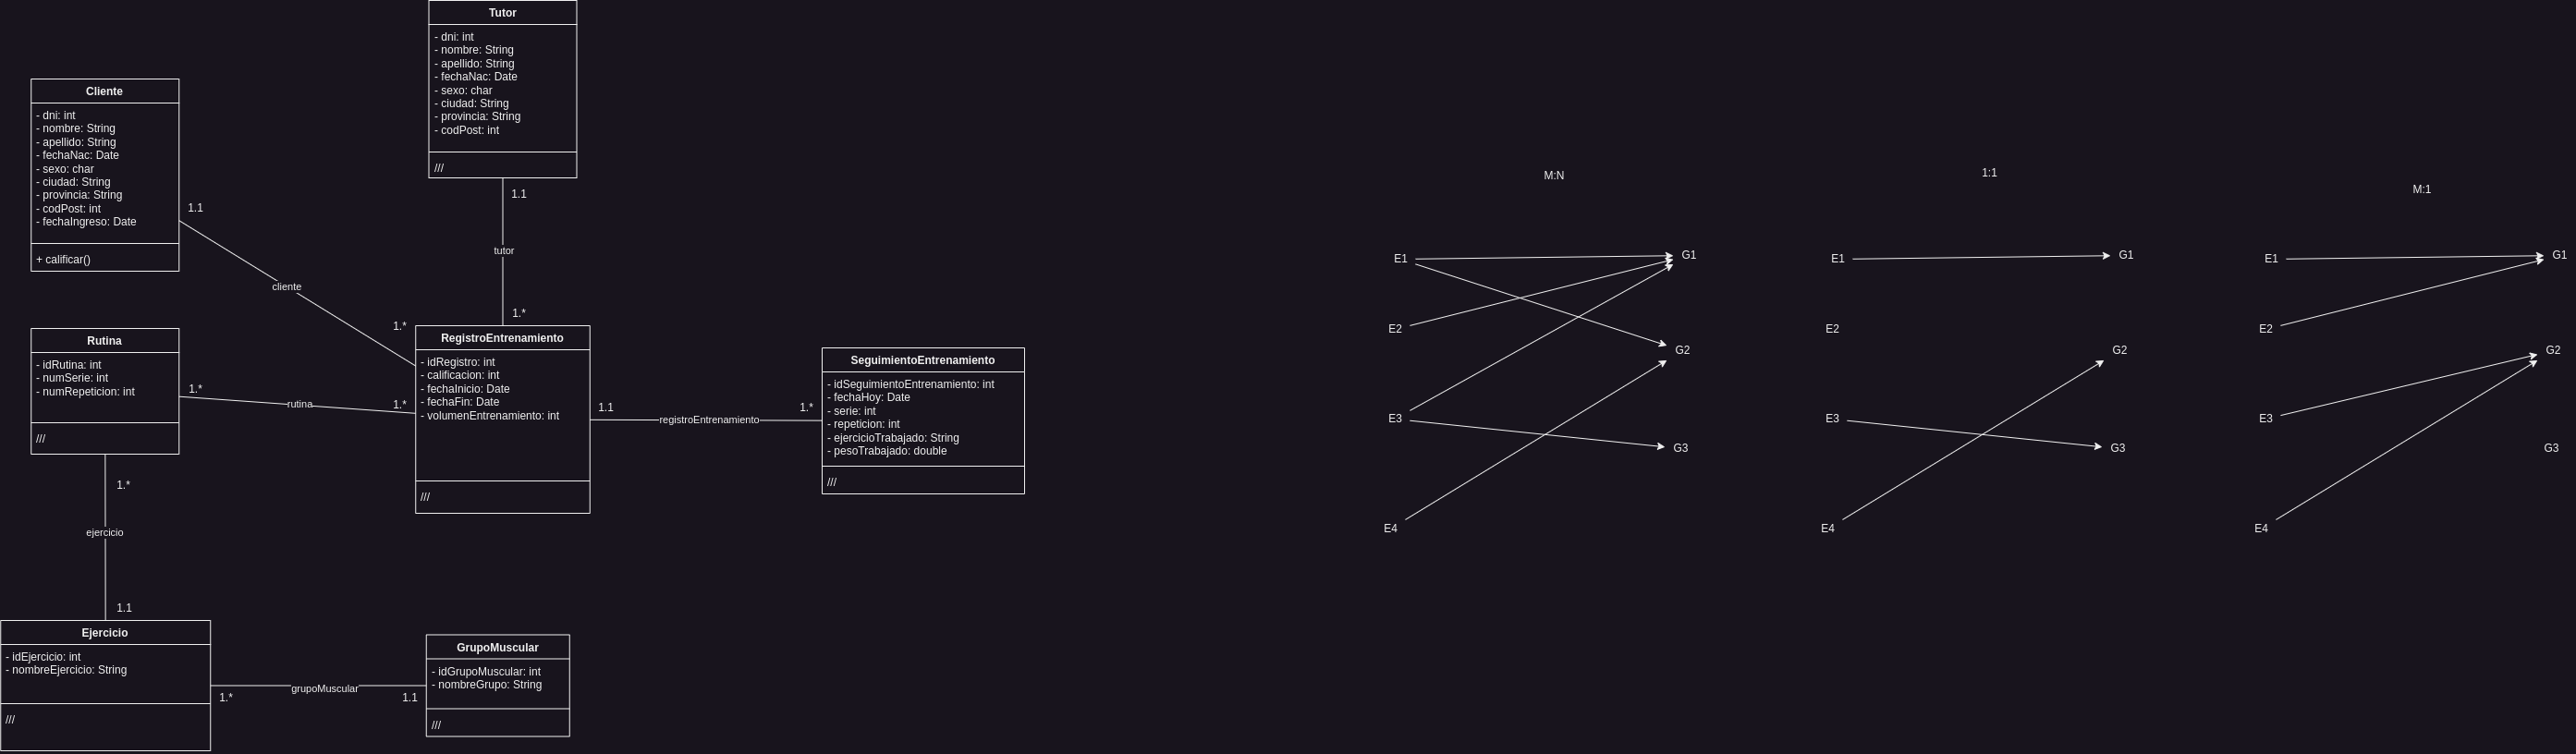 Tutor
- dni: int
- nombre: String
- apellido: String
- fechaNac: Date
- sexo: char
- ciudad: String
- provincia: String
- codPost: int
///
Cliente
- dni: int
- nombre: String
- apellido: String
- fechaNac: Date
- sexo: char
- ciudad: String
- provincia: String
- codPost: int
- fechaIngreso: Date
+ calificar()
1.1
cliente
1.*
1.1
tutor
1.*
Rutina
- idRutina: int
- numSerie: int
- numRepeticion: int
///
1.*
rutina
1.*
RegistroEntrenamiento
- idRegistro: int
- calificacion: int
- fechaInicio: Date
- fechaFin: Date
- volumenEntrenamiento: int
///
1.1
registroEntrenamiento
1.*
SeguimientoEntrenamiento
- idSeguimientoEntrenamiento: int
- fechaHoy: Date
- serie: int
- repeticion: int
- ejercicioTrabajado: String
- pesoTrabajado: double
///
1.*
ejercicio
1.1
Ejercicio
- idEjercicio: int
- nombreEjercicio: String
///
1.*
grupoMuscular
1.1
GrupoMuscular
- idGrupoMuscular: int
- nombreGrupo: String
///
M:N
E1
G1
E2
G2
E3
G3
E4
1:1
E1
G1
E2
G2
E3
G3
E4
M:1
E1
G1
E2
G2
E3
G3
E4